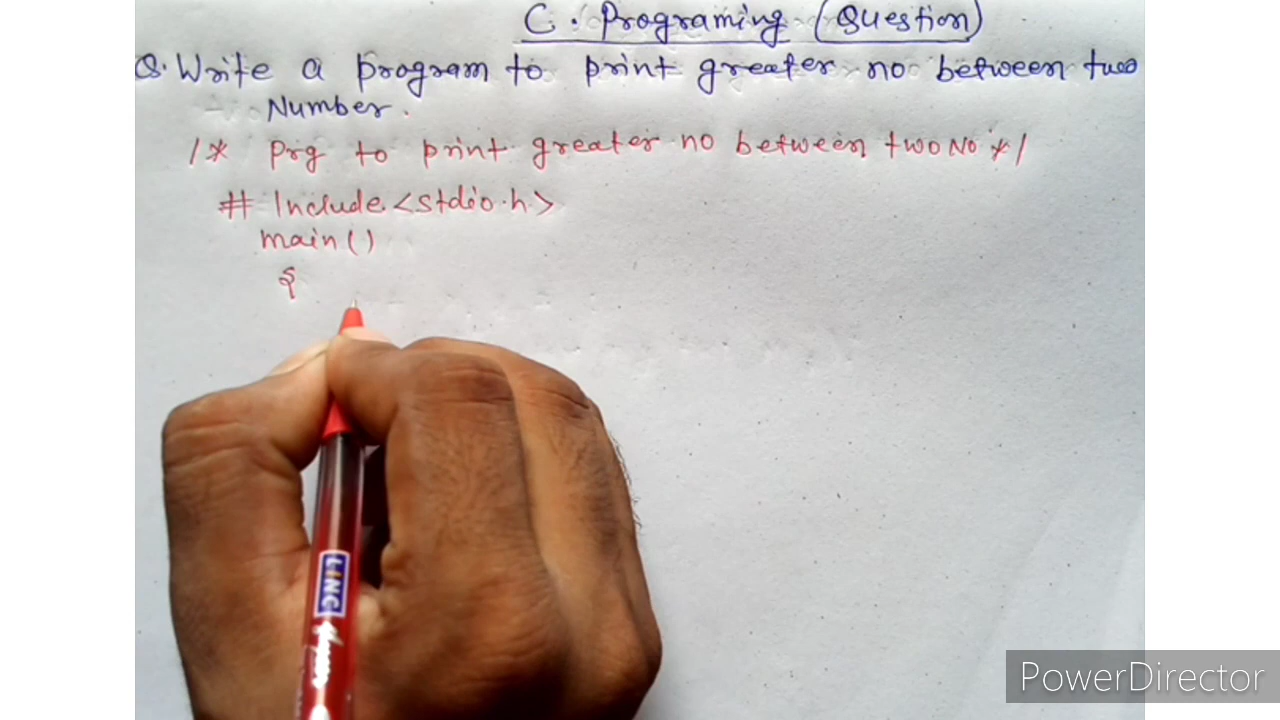 C. Programing (Question)
Q. Write a program to print greater no between two
Number.
/* Prg to print greater no between two No */
# Include <stdio.h>
main ()
{
LINC
PowerDirector